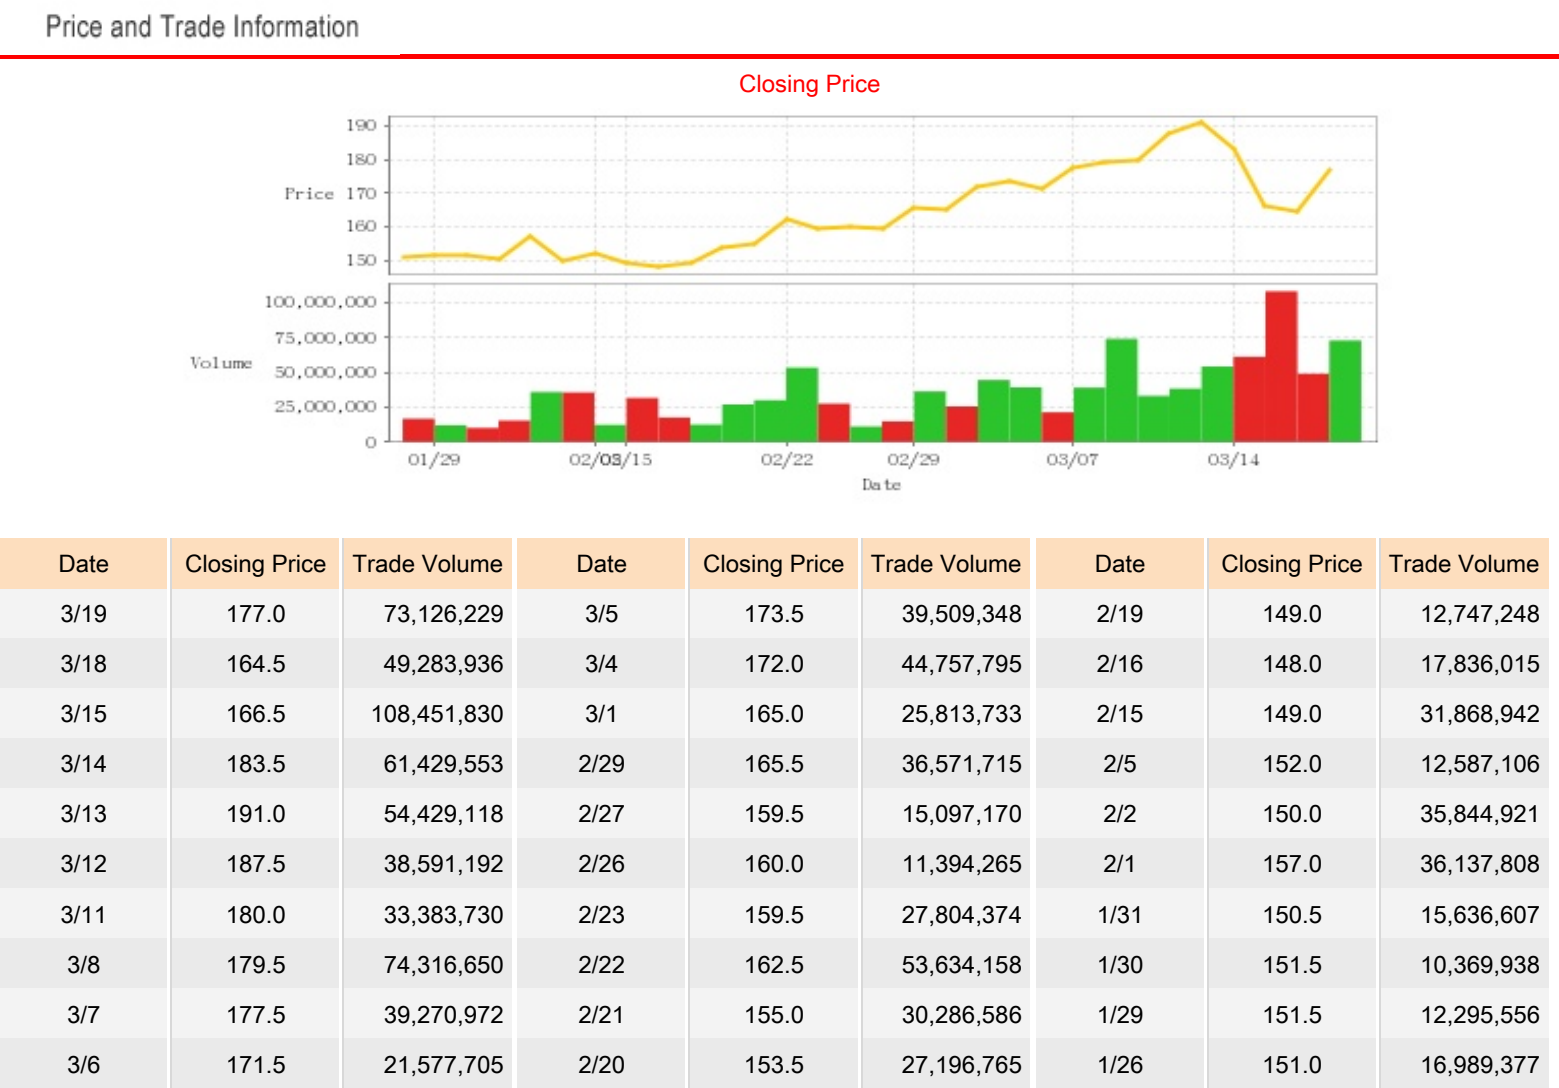 Price and Trade Information
Closing Price
190
180
Price 170
160
150
100,000,000
75,000,000
Volume
50,000,000
25,000,000
0
01/29 02/05 02/15 02/22 02/29 03/07 03/14
Date
Date Closing Price Trade Volume Date Closing Price Trade Volume Date Closing Price Trade Volume
3/19 177.0 73,126,229 3/5 173.5 39,509,348 2/19 149.0 12,747,248
3/18 164.5 49,283,936 3/4 172.0 44,757,795 2/16 148.0 17,836,015
3/15 166.5 108,451,830 3/1 165.0 25,813,733 2/15 149.0 31,868,942
3/14 183.5 61,429,553 2/29 165.5 36,571,715 2/5 152.0 12,587,106
3/13 191.0 54,429,118 2/27 159.5 15,097,170 2/2 150.0 35,844,921
3/12 187.5 38,591,192 2/26 160.0 11,394,265 2/1 157.0 36,137,808
3/11 180.0 33,383,730 2/23 159.5 27,804,374 1/31 150.5 15,636,607
3/8 179.5 74,316,650 2/22 162.5 53,634,158 1/30 151.5 10,369,938
3/7 177.5 39,270,972 2/21 155.0 30,286,586 1/29 151.5 12,295,556
3/6 171.5 21,577,705 2/20 153.5 27,196,765 1/26 151.0 16,989,377